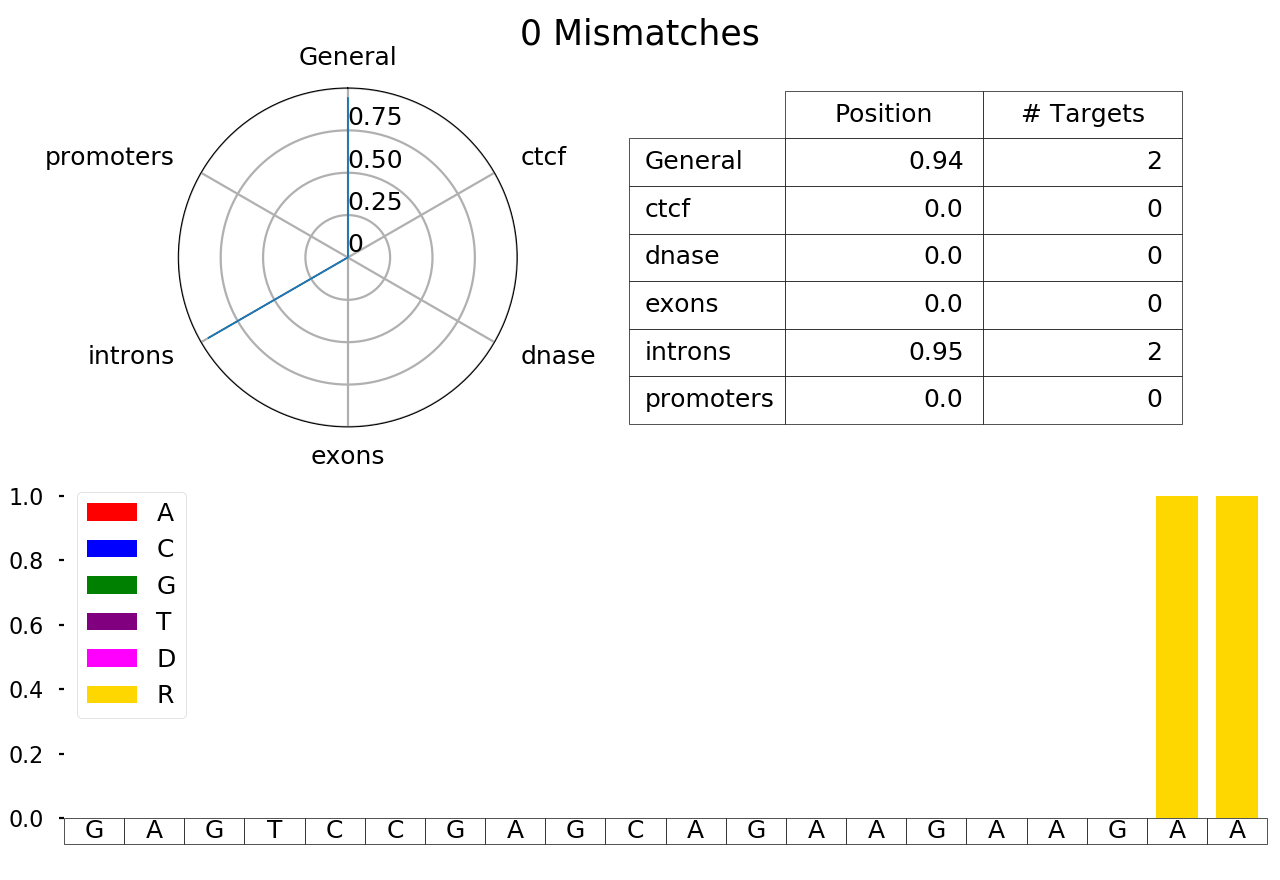 0 Mismatches
General
promoters
ctcf
introns
dnase
exons
0.75
0.50
0.25
0
Position # Targets
General 0.94 2
ctcf 0.0 0
dnase 0.0 0
exons 0.0 0
introns 0.95 2
promoters 0.0 0
1.0
0.8
0.6
0.4
0.2
0.0
A
C
G
T
D
R
G A G T C C G A G C A G A A G A A G A A